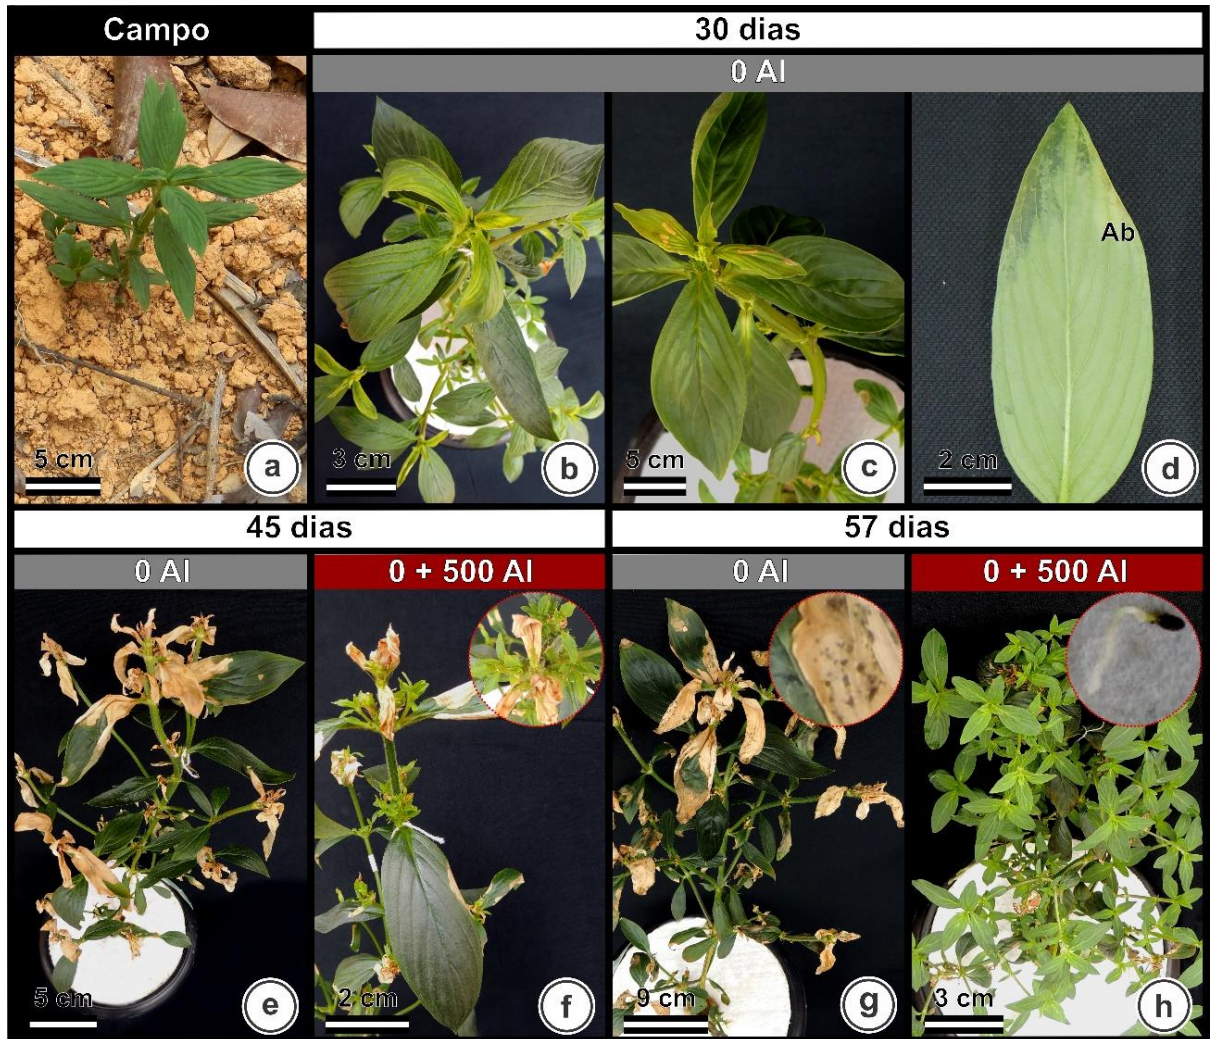 Campo
30 dias
0 Al
5 cm
a
3 cm
b
5 cm
c
Ab
2 cm
d
45 dias
57 dias
0 Al
0 + 500 Al
0 Al
0 + 500 Al
5 cm
e
2 cm
f
9 cm
g
3 cm
h